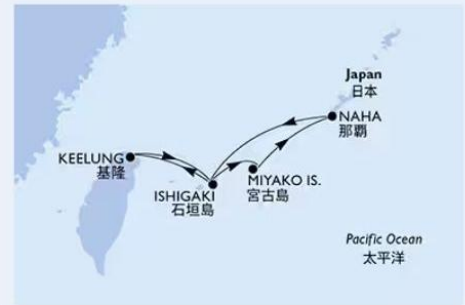 Japan
日本
NAHA
那覇
KEELUNG
基隆
MIYAKO IS.
宮古島
ISHIGAKI
石垣島
Pacific Ocean
太平洋